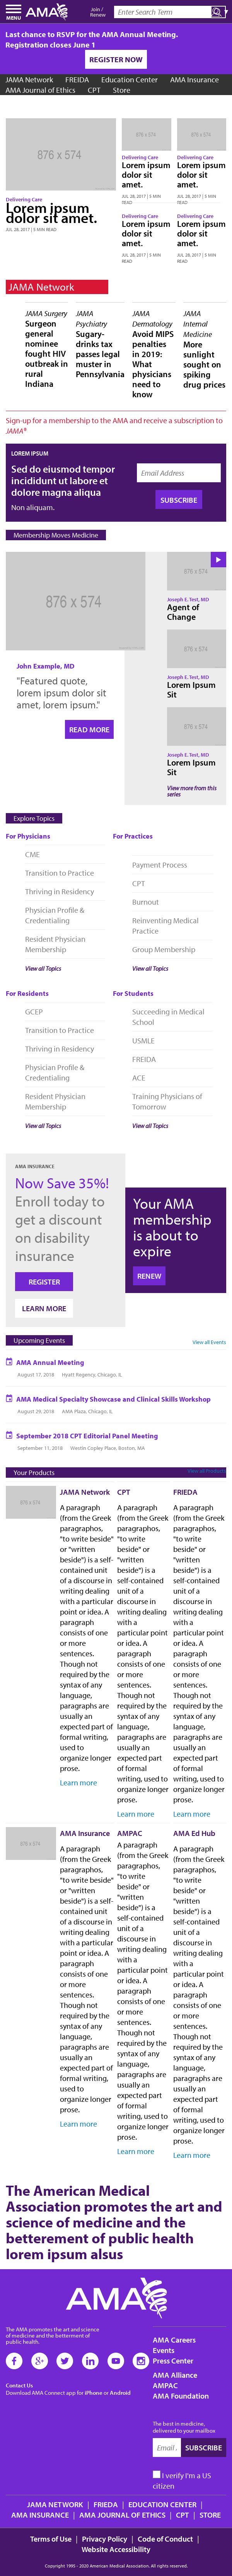 MENU
AMA
Join /
Renew
Enter Search Term
Last chance to RSVP for the AMA Annual Meeting.
Registration closes June 1
REGISTER NOW
JAMA Network FREIDA Education Center AMA Insurance
AMA Journal of Ethics CPT Store
876 x 574
Delivering Care
Lorem ipsum
dolor sit amet.
JUL 28, 2017 | 5 MIN READ
876 x 574
Delivering Care
Lorem ipsum
dolor sit
amet.
JUL 28, 2017 | 5 MIN
READ
876 x 574
Delivering Care
Lorem ipsum
dolor sit
amet.
JUL 28, 2017 | 5 MIN
READ
Delivering Care
Lorem ipsum
dolor sit
amet.
JUL 28, 2017 | 5 MIN
READ
Delivering Care
Lorem ipsum
dolor sit
amet.
JUL 28, 2017 | 5 MIN
READ
JAMA Network
JAMA Surgery
Surgeon
general
nominee
fought HIV
outbreak in
rural
Indiana
JAMA
Psychiatry
Sugary-
drinks tax
passes legal
muster in
Pennsylvania
JAMA
Dermatology
Avoid MIPS
penalties
in 2019:
What
physicians
need to
know
JAMA
Internal
Medicine
More
sunlight
sought on
spiking
drug prices
Sign-up for a membership to the AMA and receive a subscription to
JAMA®
LOREM IPSUM
Sed do eiusmod tempor
incididunt ut labore et
dolore magna aliqua
Non aliquam.
Email Address
SUBSCRIBE
Membership Moves Medicine
876 x 574
John Example, MD
"Featured quote,
lorem ipsum dolor sit
amet, lorem ipsum."
READ MORE
876 x 574
Joseph E. Test, MD
Agent of
Change
876 x 574
Joseph E. Test, MD
Lorem Ipsum
Sit
876 x 574
Joseph E. Test, MD
Lorem Ipsum
Sit
View more from this
series
Explore Topics
For Physicians
CME
Transition to Practice
Thriving in Residency
Physician Profile &
Credentialing
Resident Physician
Membership
View all Topics
For Practices
Payment Process
CPT
Burnout
Reinventing Medical
Practice
Group Membership
View all Topics
For Residents
GCEP
Transition to Practice
Thriving in Residency
Physician Profile &
Credentialing
Resident Physician
Membership
View all Topics
For Students
Succeeding in Medical
School
USMLE
FREIDA
ACE
Training Physicians of
Tomorrow
View all Topics
AMA INSURANCE
Now Save 35%!
Enroll today to
get a discount
on disability
insurance
REGISTER
LEARN MORE
Your AMA
membership
is about to
expire
RENEW
Upcoming Events
View all Events
AMA Annual Meeting
August 17, 2018 Hyatt Regency, Chicago, IL
AMA Medical Specialty Showcase and Clinical Skills Workshop
August 29, 2018 AMA Plaza, Chicago, IL
September 2018 CPT Editorial Panel Meeting
September 11, 2018 Westin Copley Place, Boston, MA
Your Products
View all Products
876 x 574
JAMA Network
A paragraph
(from the Greek
paragraphos,
"to write beside"
or "written
beside") is a self-
contained unit
of a discourse in
writing dealing
with a particular
point or idea. A
paragraph
consists of one
or more
sentences.
Though not
required by the
syntax of any
language,
paragraphs are
usually an
expected part of
formal writing,
used to
organize longer
prose.
Learn more
CPT
A paragraph
(from the Greek
paragraphos,
"to write
beside" or
"written
beside") is a
self-contained
unit of a
discourse in
writing dealing
with a
particular point
or idea. A
paragraph
consists of one
or more
sentences.
Though not
required by the
syntax of any
language,
paragraphs are
usually an
expected part
of formal
writing, used to
organize longer
prose.
Learn more
FREIDA
A paragraph
(from the Greek
paragraphos,
"to write
beside" or
"written
beside") is a
self-contained
unit of a
discourse in
writing dealing
with a
particular point
or idea. A
paragraph
consists of one
or more
sentences.
Though not
required by the
syntax of any
language,
paragraphs are
usually an
expected part
of formal
writing, used to
organize longer
prose.
Learn more
876 x 574
AMA Insurance
A paragraph
(from the Greek
paragraphos,
"to write beside"
or "written
beside") is a self-
contained unit
of a discourse in
writing dealing
with a particular
point or idea. A
paragraph
consists of one
or more
sentences.
Though not
required by the
syntax of any
language,
paragraphs are
usually an
expected part of
formal writing,
used to
organize longer
prose.
Learn more
AMPAC
A paragraph
(from the Greek
paragraphos,
"to write
beside" or
"written
beside") is a
self-contained
unit of a
discourse in
writing dealing
with a
particular point
or idea. A
paragraph
consists of one
or more
sentences.
Though not
required by the
syntax of any
language,
paragraphs are
usually an
expected part
of formal
writing, used to
organize longer
prose.
Learn more
AMA Ed Hub
A paragraph
(from the Greek
paragraphos,
"to write
beside" or
"written
beside") is a
self-contained
unit of a
discourse in
writing dealing
with a
particular point
or idea. A
paragraph
consists of one
or more
sentences.
Though not
required by the
syntax of any
language,
paragraphs are
usually an
expected part
of formal
writing, used to
organize longer
prose.
Learn more
The American Medical
Association promotes the art and
science of medicine and the
betterement of public health
lorem ipsum alsus
AMA
The AMA promotes the art and science
of medicine and the betterment of
public health.
Contact Us
Download AMA Connect app for iPhone or Android
AMA Careers
Events
Press Center
AMA Alliance
AMPAC
AMA Foundation
The best in medicine,
delivered to your mailbox
Email
SUBSCRIBE
I verify I'm a US
citizen
JAMA NETWORK | FRIEDA | EDUCATION CENTER |
AMA INSURANCE | AMA JOURNAL OF ETHICS | CPT | STORE
Terms of Use | Privacy Policy | Code of Conduct |
Website Accessibility
Copyright 1995 - 2020 American Medical Association. All rights reserved.